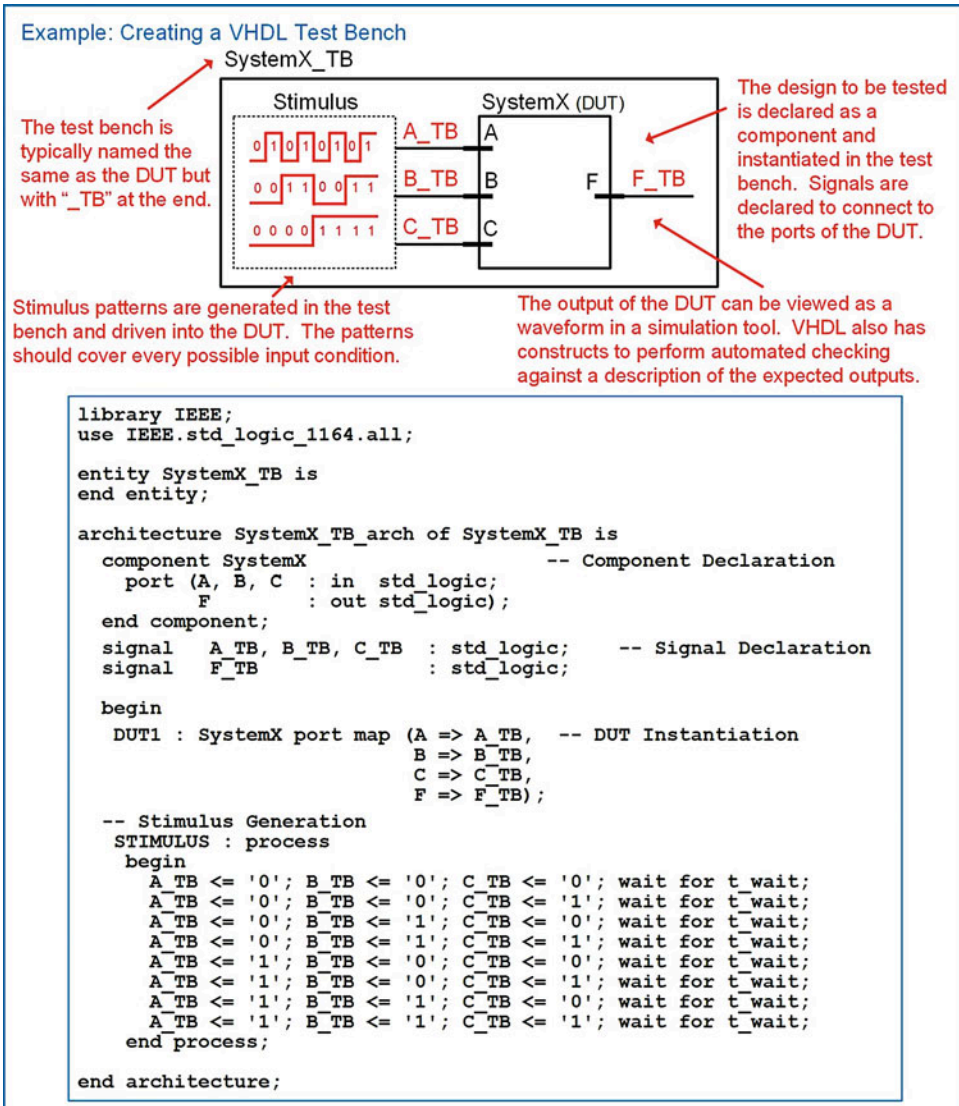 Example: Creating a VHDL Test Bench
SystemX_TB
The test bench is
typically named the
same as the DUT but
with “_TB” at the end.
Stimulus
0 1 0 1 0 1 0 1
0 0 1 1 0 0 1 1
0 0 0 0 1 1 1 1
A_TB
B_TB
C_TB
SystemX (DUT)
A
B
C
F
F_TB
The design to be tested
is declared as a
component and
instantiated in the test
bench. Signals are
declared to connect to
the ports of the DUT.
Stimulus patterns are generated in the test
bench and driven into the DUT. The patterns
should cover every possible input condition.
The output of the DUT can be viewed as a
waveform in a simulation tool. VHDL also has
constructs to perform automated checking
against a description of the expected outputs.
library IEEE;
use IEEE.std_logic_1164.all;
entity SystemX_TB is
end entity;
architecture SystemX_TB_arch of SystemX_TB is
component SystemX -- Component Declaration
port (A, B, C : in std_logic;
F : out std_logic);
end component;
signal A_TB, B_TB, C_TB : std_logic; -- Signal Declaration
signal F_TB : std_logic;
begin
DUT1 : SystemX port map (A => A_TB, -- DUT Instantiation
B => B_TB,
C => C_TB,
F => F_TB);
-- Stimulus Generation
STIMULUS : process
begin
A_TB <= '0'; B_TB <= '0'; C_TB <= '0'; wait for t_wait;
A_TB <= '0'; B_TB <= '0'; C_TB <= '1'; wait for t_wait;
A_TB <= '0'; B_TB <= '1'; C_TB <= '0'; wait for t_wait;
A_TB <= '0'; B_TB <= '1'; C_TB <= '1'; wait for t_wait;
A_TB <= '1'; B_TB <= '0'; C_TB <= '0'; wait for t_wait;
A_TB <= '1'; B_TB <= '0'; C_TB <= '1'; wait for t_wait;
A_TB <= '1'; B_TB <= '1'; C_TB <= '0'; wait for t_wait;
A_TB <= '1'; B_TB <= '1'; C_TB <= '1'; wait for t_wait;
end process;
end architecture;